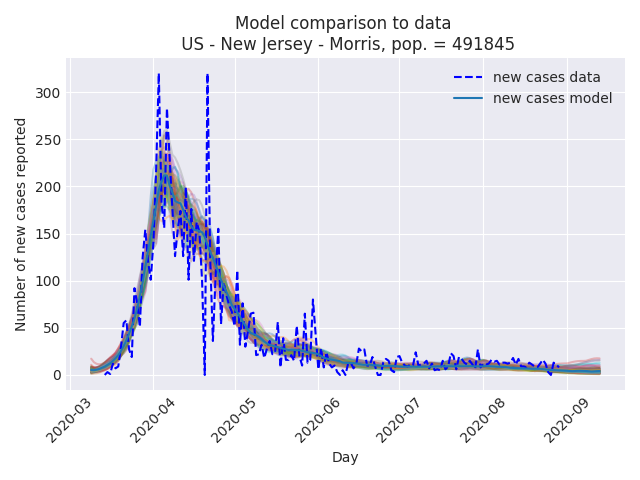 Model comparison to data
US - New Jersey - Morris, pop. = 491845
new cases data
new cases model
Number of new cases reported
300
250
200
150
100
50
0
2020-03
2020-04
2020-05
2020-06
2020-07
2020-08
2020-09
Day